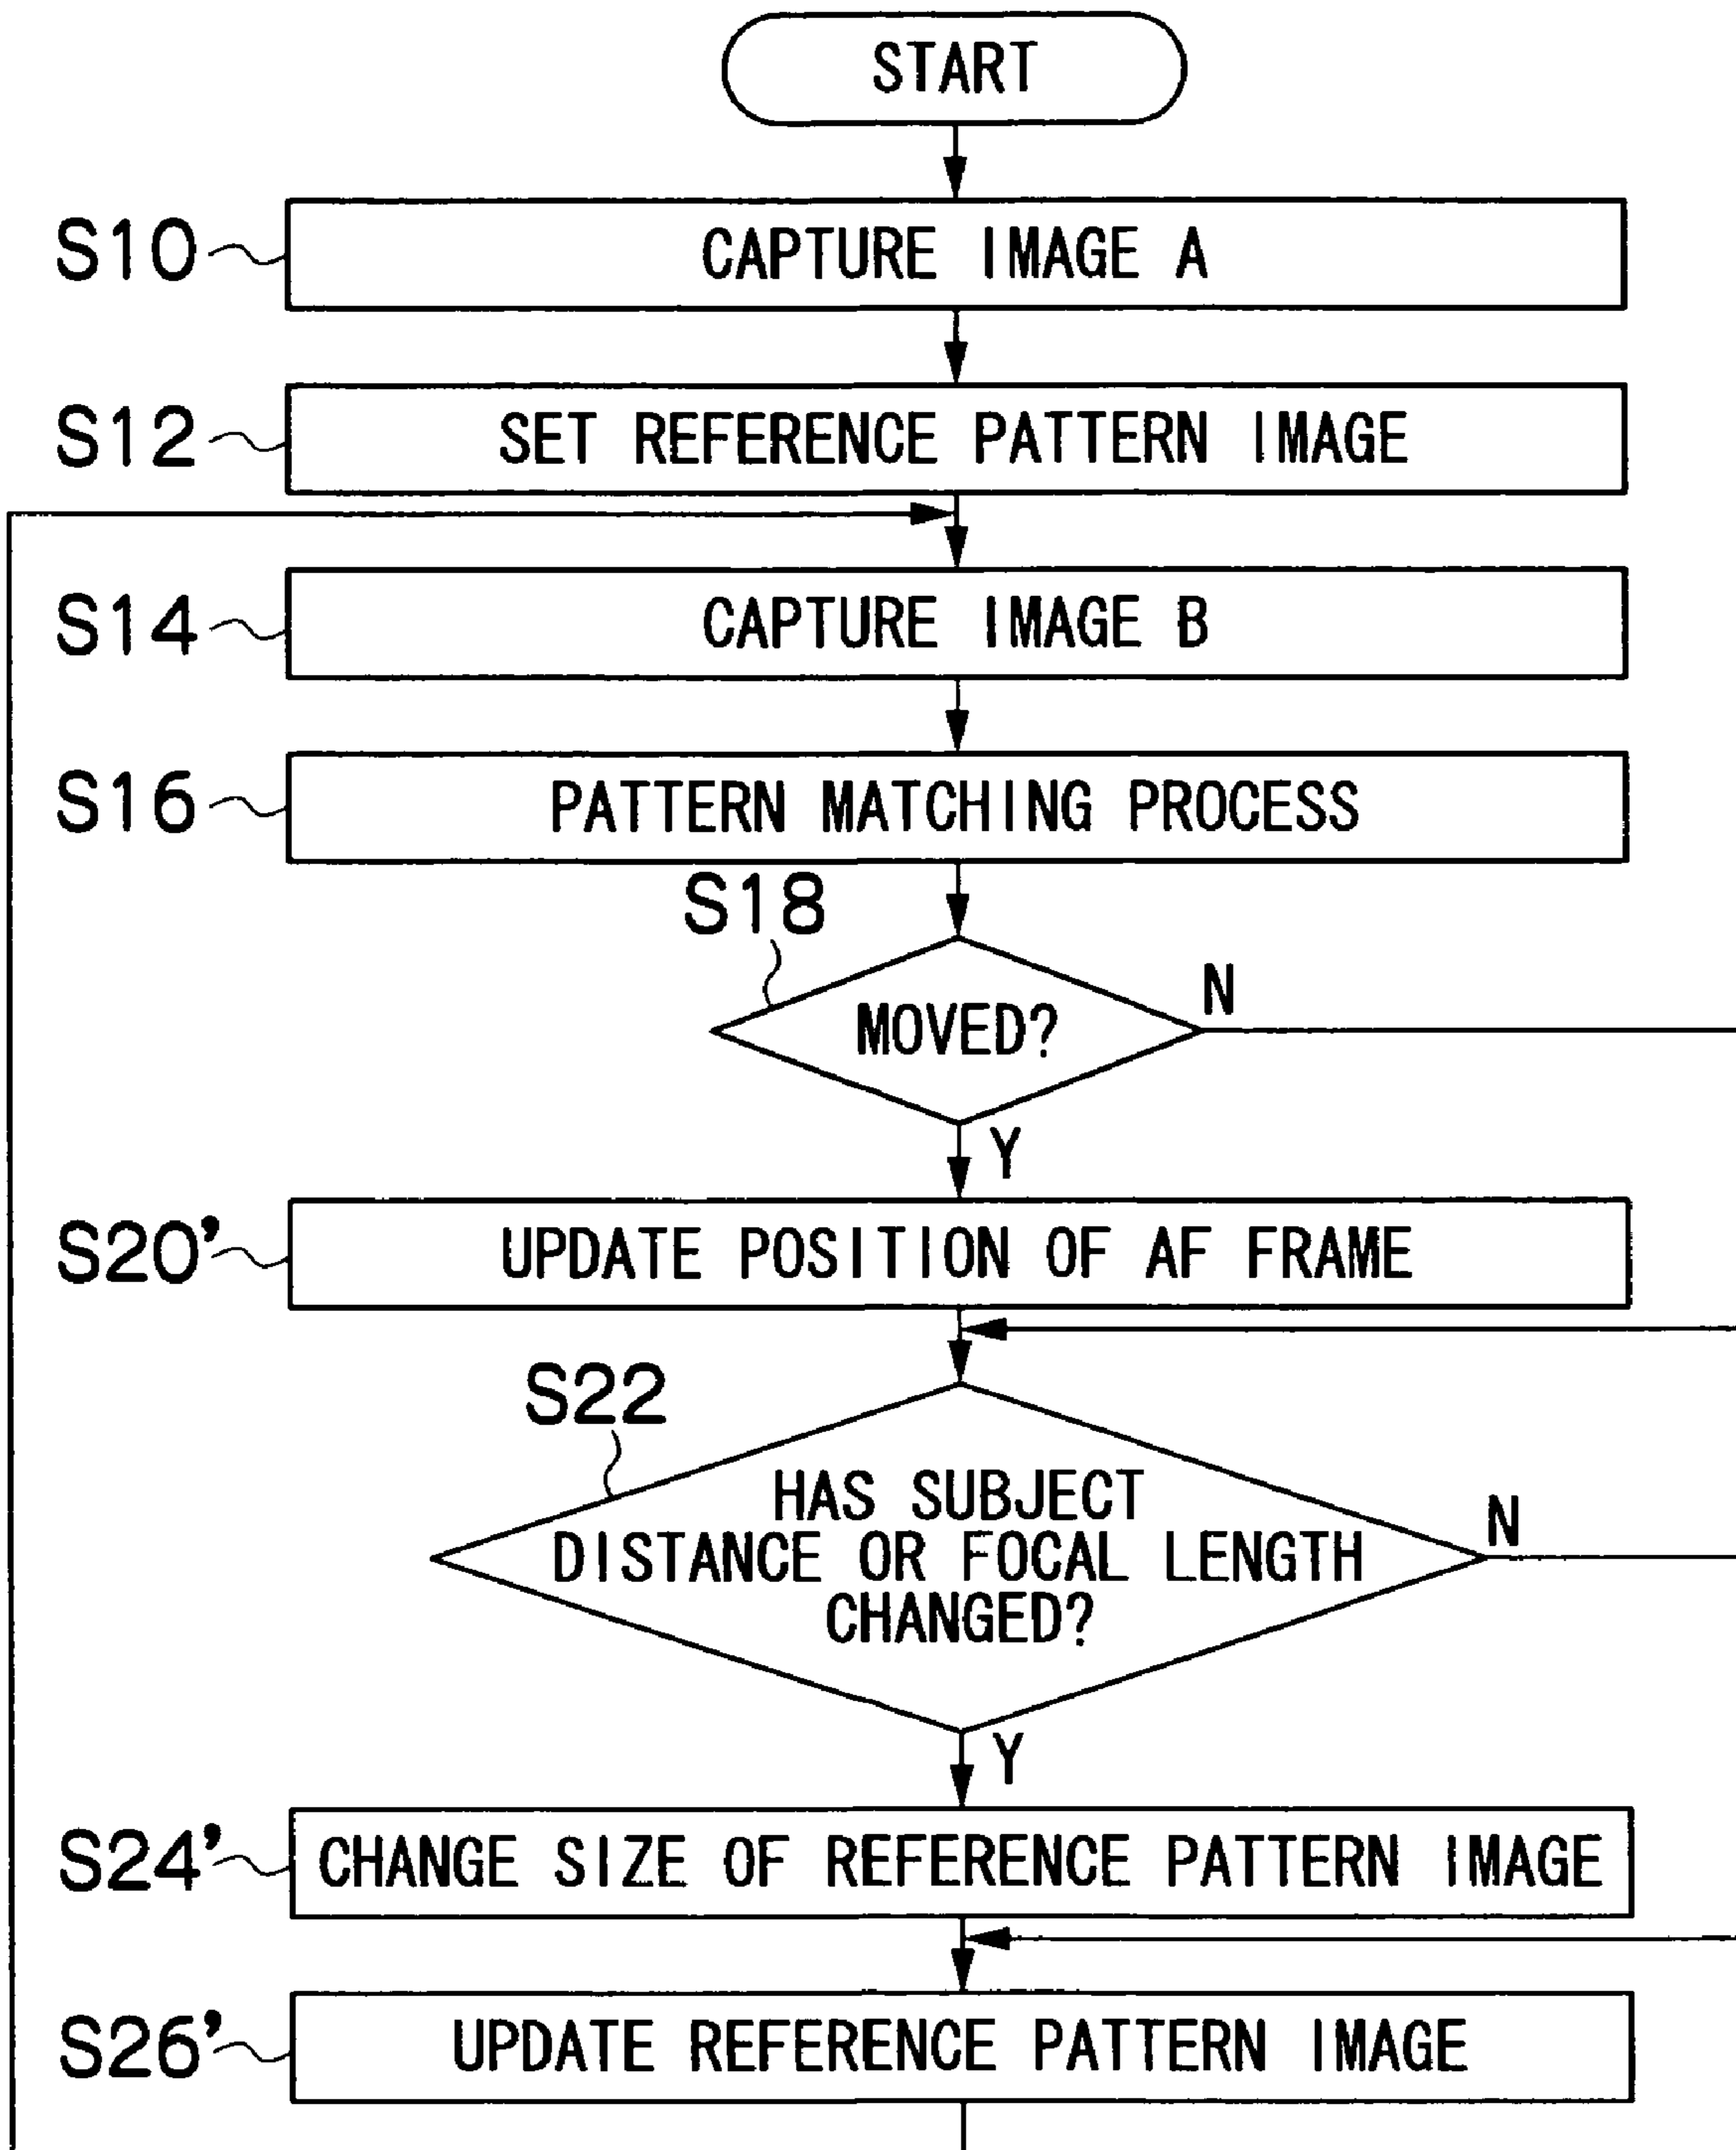 START
S10
CAPTURE IMAGE A
S12
SET REFERENCE PATTERN IMAGE
S14
CAPTURE IMAGE B
S16
PATTERN MATCHING PROCESS
S18
MOVED?
N
Y
S20'
UPDATE POSITION OF AF FRAME
S22
HAS SUBJECT
DISTANCE OR FOCAL LENGTH
CHANGED?
N
Y
S24'
CHANGE SIZE OF REFERENCE PATTERN IMAGE
S26'
UPDATE REFERENCE PATTERN IMAGE